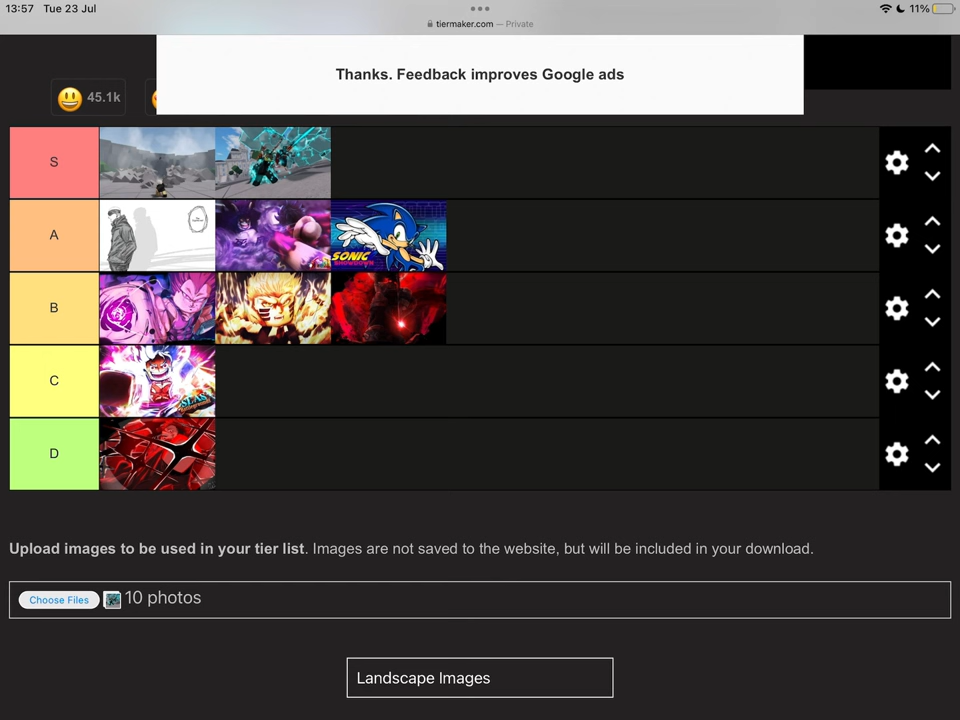 13:57 Tue 23 Jul
11%
tiermaker.com — Private
Thanks. Feedback improves Google ads
45.1k
S
A
SONIC
SHOWDOWN
B
C
SEAS
D
Upload images to be used in your tier list. Images are not saved to the website, but will be included in your download.
Choose Files 10 photos
Landscape Images